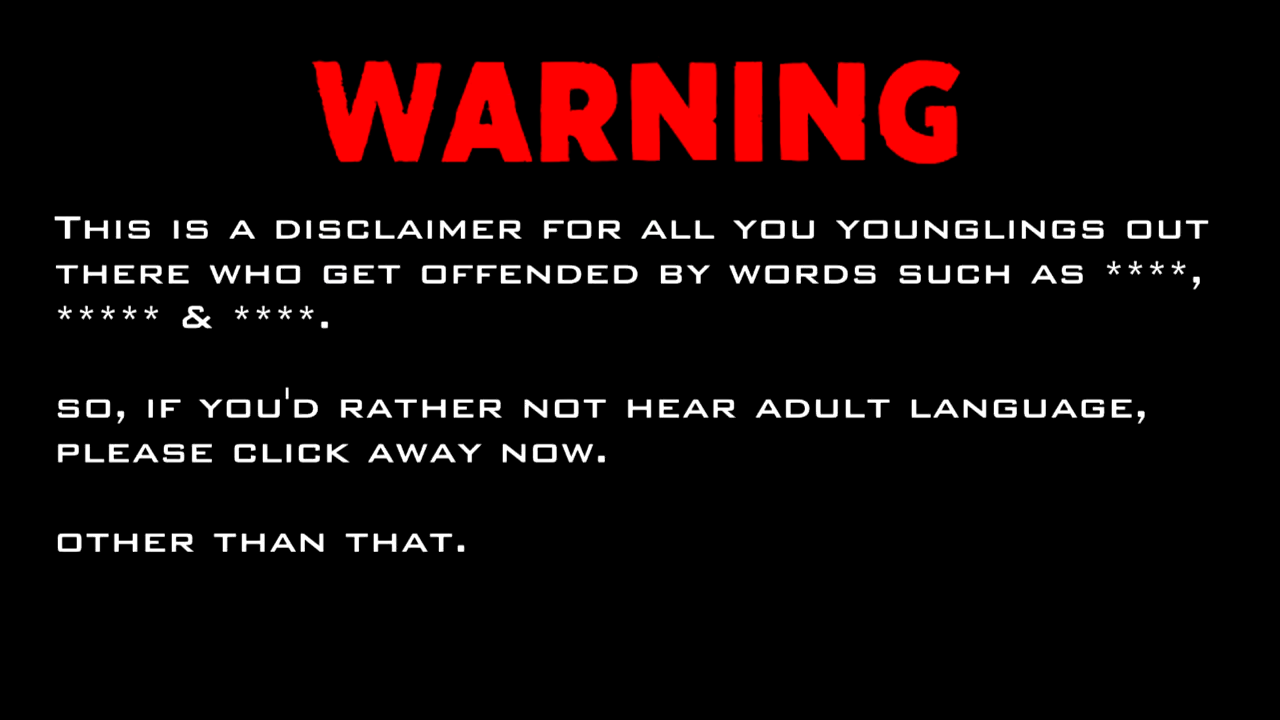 WARNING
This is a disclaimer for all you younglings out
there who get offended by words such as ****,
***** & ****.
so, if you'd rather not hear adult language,
please click away now.
other than that.